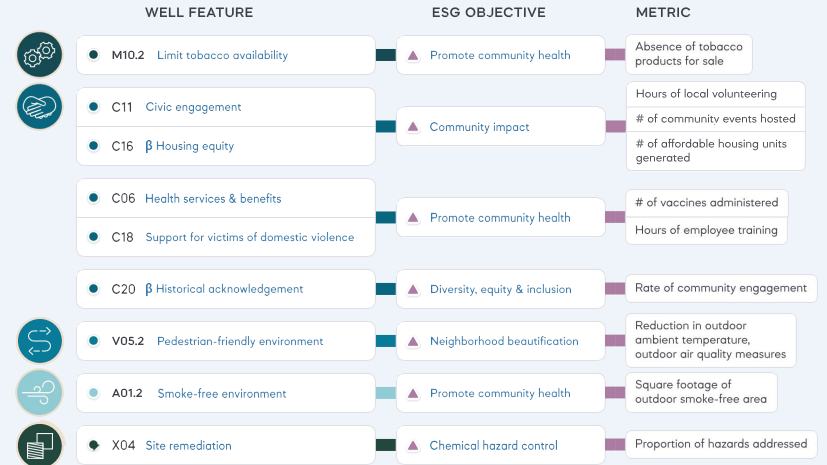 WELL FEATURE
ESG OBJECTIVE
METRIC
M10.2 Limit tobacco availability
Promote community health
Absence of tobacco
products for sale
C11 Civic engagement
C16 β Housing equity
Community impact
Hours of local volunteering
# of community events hosted
# of affordable housing units
generated
C06 Health services & benefits
C18 Support for victims of domestic violence
Promote community health
# of vaccines administered
Hours of employee training
C20 β Historical acknowledgement
Diversity, equity & inclusion
Rate of community engagement
V05.2 Pedestrian-friendly environment
Neighborhood beautification
Reduction in outdoor
ambient temperature,
outdoor air quality measures
A01.2 Smoke-free environment
Promote community health
Square footage of
outdoor smoke-free area
X04 Site remediation
Chemical hazard control
Proportion of hazards addressed